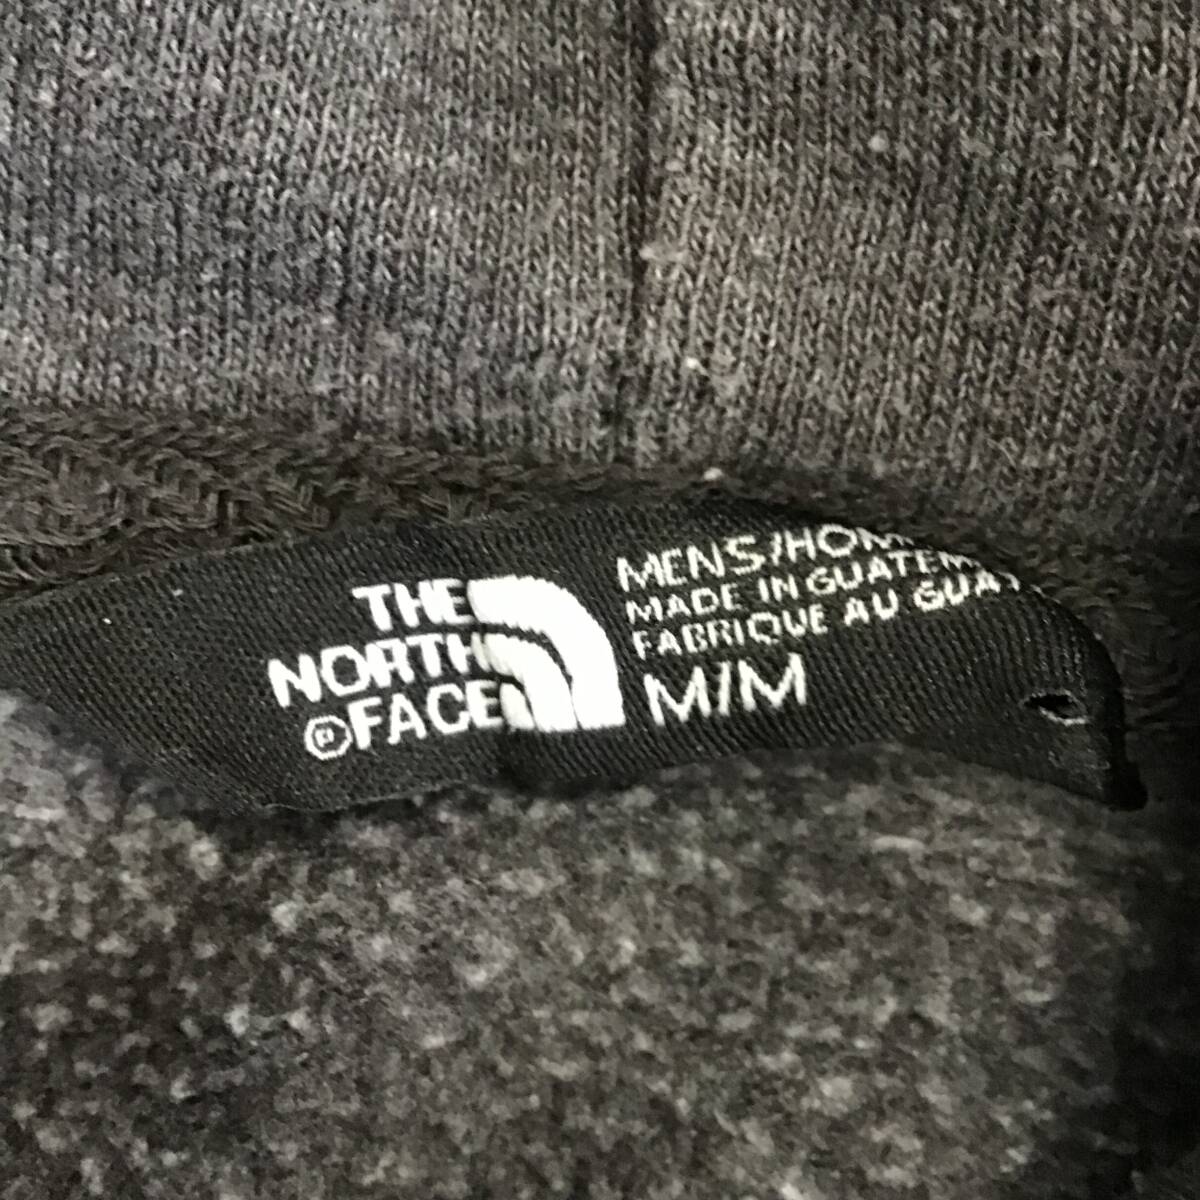 THE
NORTH
®FACE
MENS/HOM
MADE IN GUATEM
FABRIQUE AU GUAT
M/M